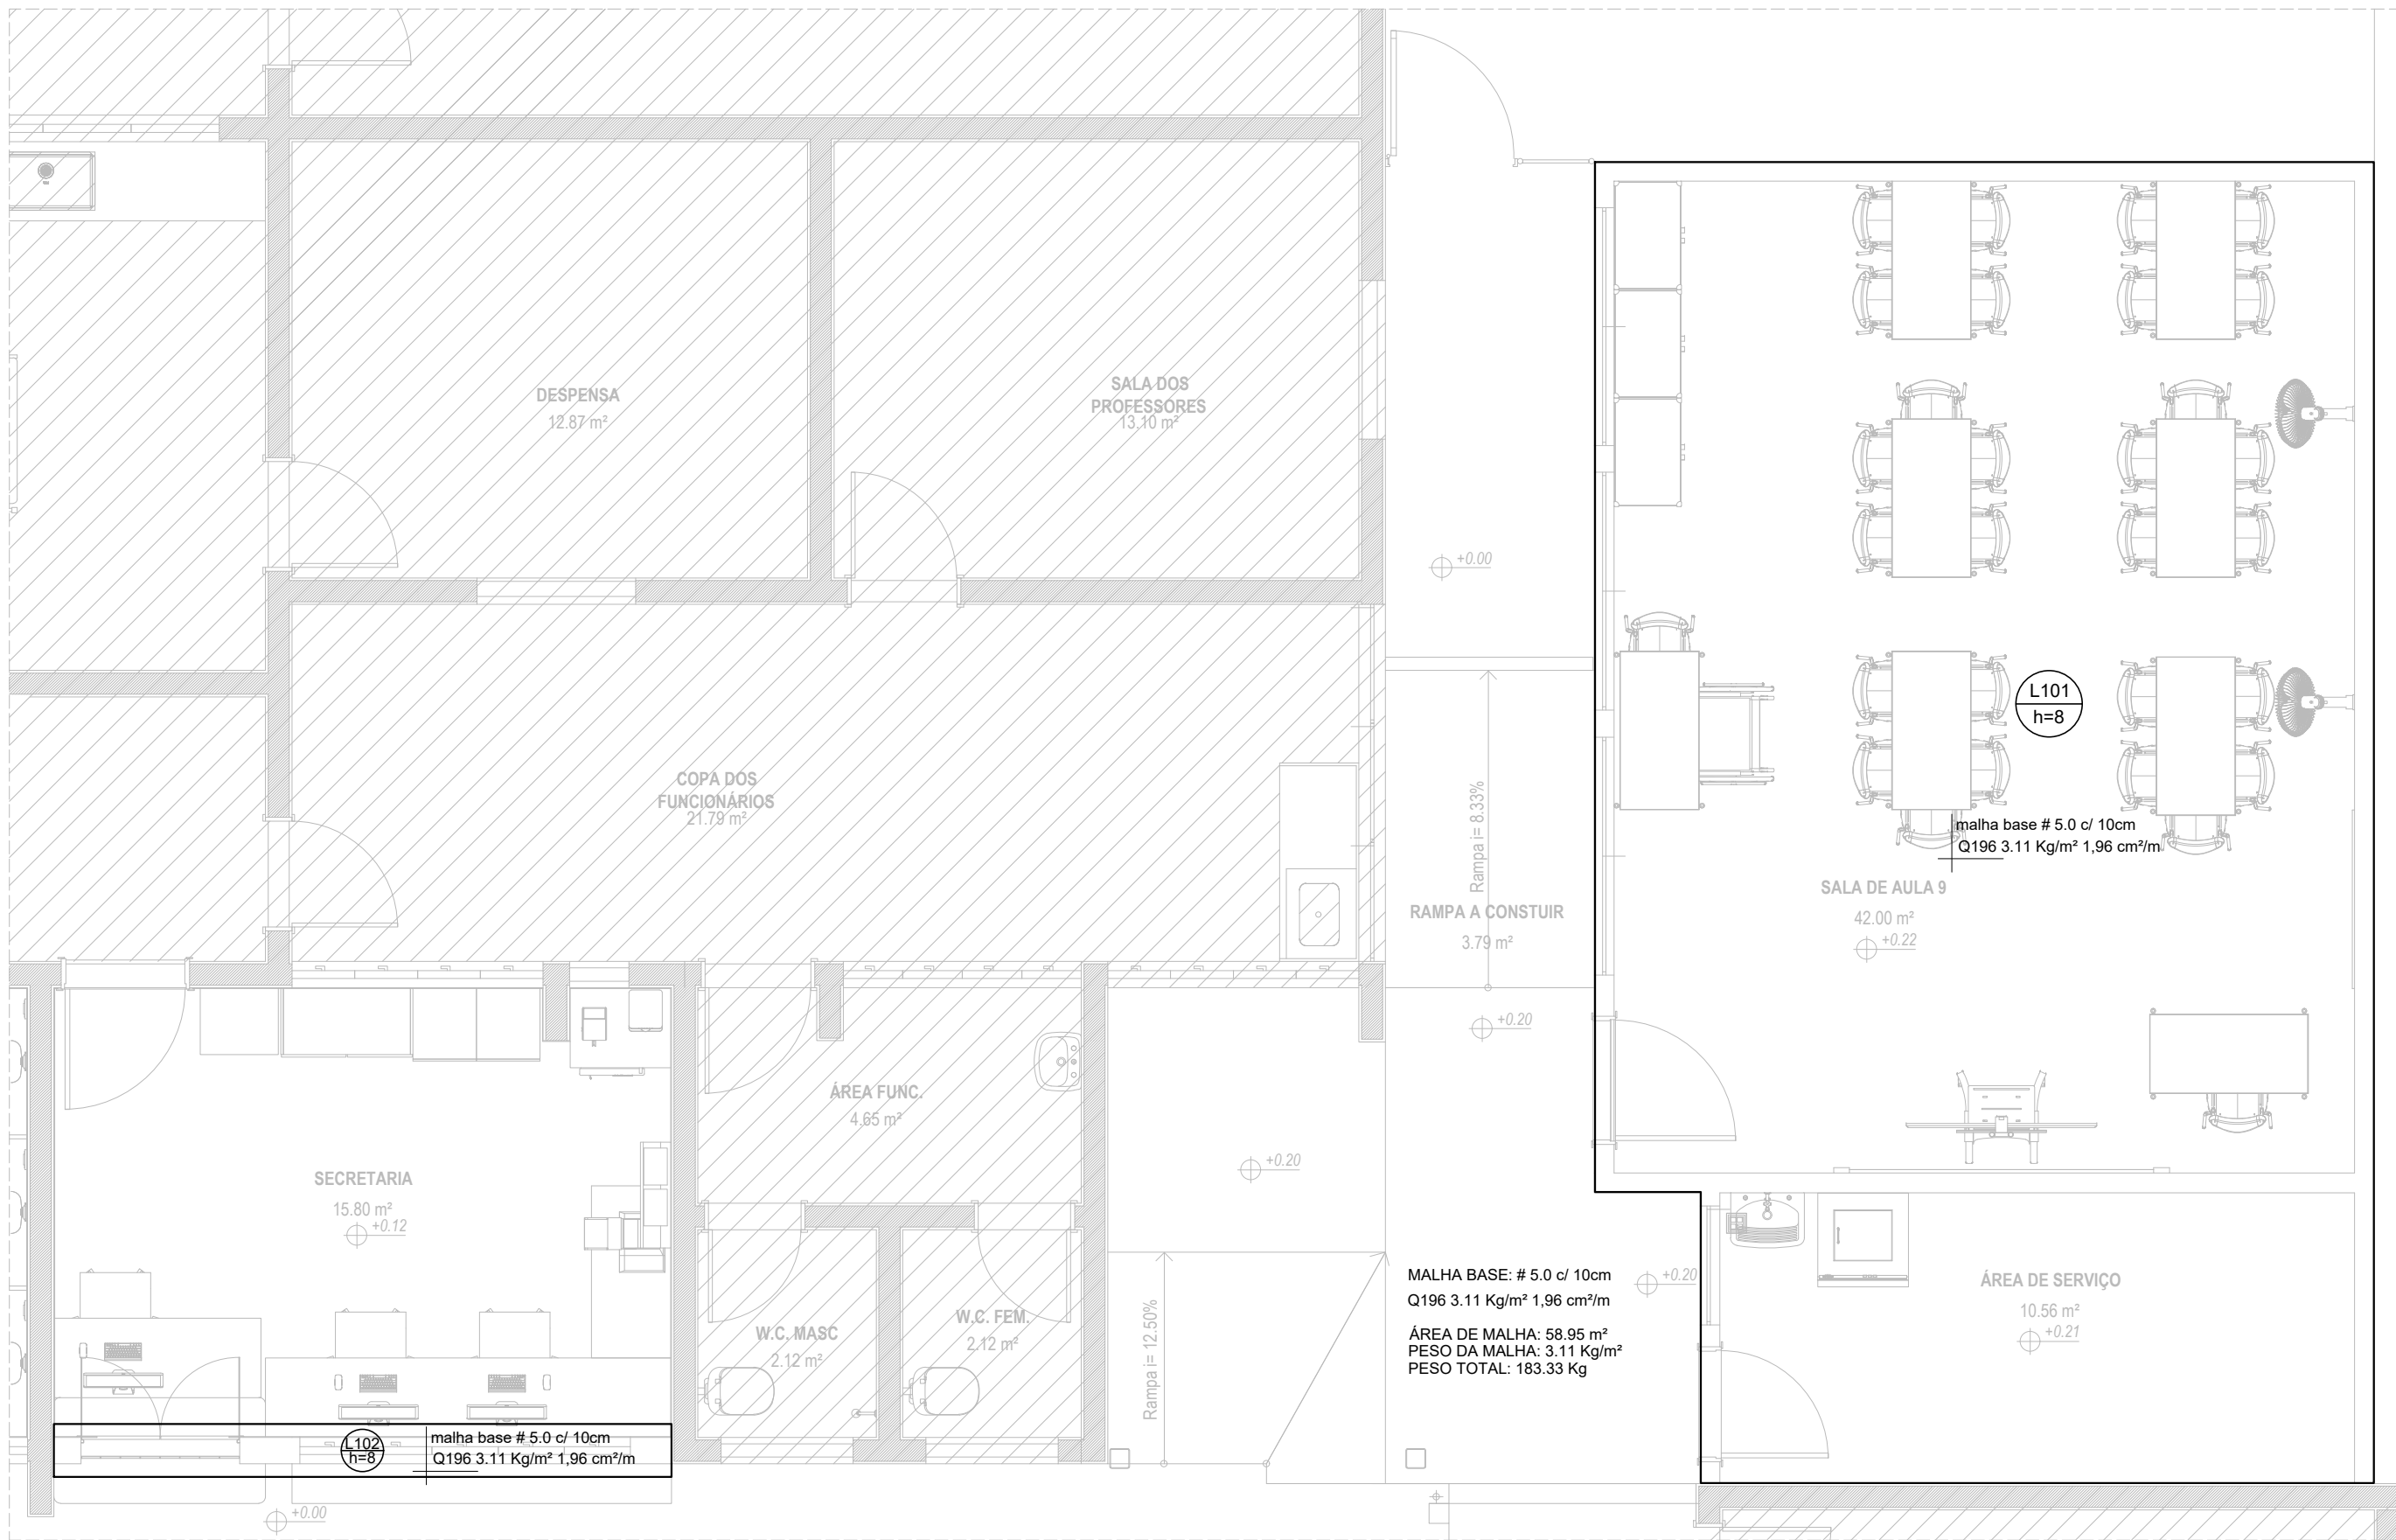 DESPENSA
12.87 m²
SALA DOS
PROFESSORES
13.10 m²
+0.00
L101
h=8
COPA DOS
FUNCIONÁRIOS
21.79 m²
Rampa i= 8.33%
malha base # 5.0 c/ 10cm
Q196 3.11 Kg/m² 1,96 cm²/m
SALA DE AULA 9
42.00 m²
+0.22
RAMPA A CONSTUIR
3.79 m²
+0.20
ÁREA FUNC.
4.65 m²
SECRETARIA
15.80 m²
+0.12
+0.20
MALHA BASE: # 5.0 c/ 10cm
Q196 3.11 Kg/m² 1,96 cm²/m
ÁREA DE MALHA: 58.95 m²
PESO DA MALHA: 3.11 Kg/m²
PESO TOTAL: 183.33 Kg
+0.20
ÁREA DE SERVIÇO
10.56 m²
+0.21
W.C. MASC
2.12 m²
W.C. FEM.
2.12 m²
Rampa i= 12.50%
L102
h=8
malha base # 5.0 c/ 10cm
Q196 3.11 Kg/m² 1,96 cm²/m
+0.00